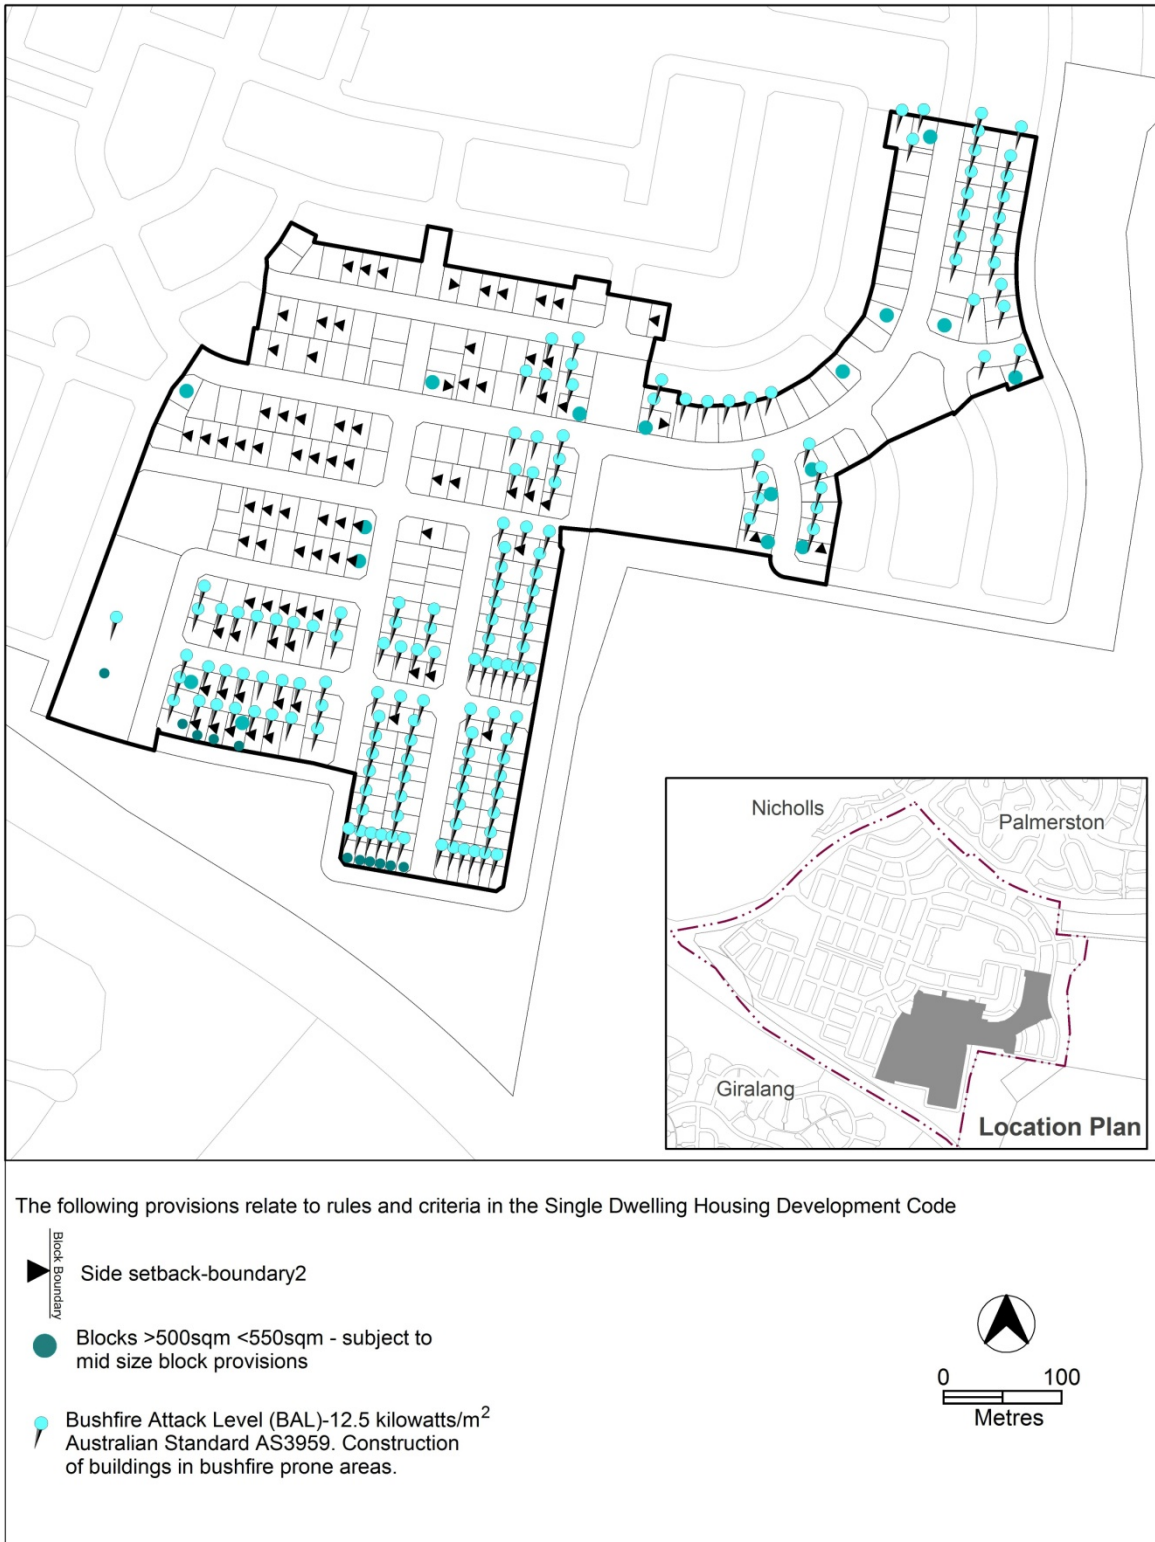 Nicholls
Palmerston
Giralang
Location Plan
The following provisions relate to rules and criteria in the Single Dwelling Housing Development Code
Block Boundary
Side setback-boundary2
Blocks >500sqm <550sqm - subject to
mid size block provisions
Bushfire Attack Level (BAL)-12.5 kilowatts/m²
Australian Standard AS3959. Construction
of buildings in bushfire prone areas.
0 100
Metres